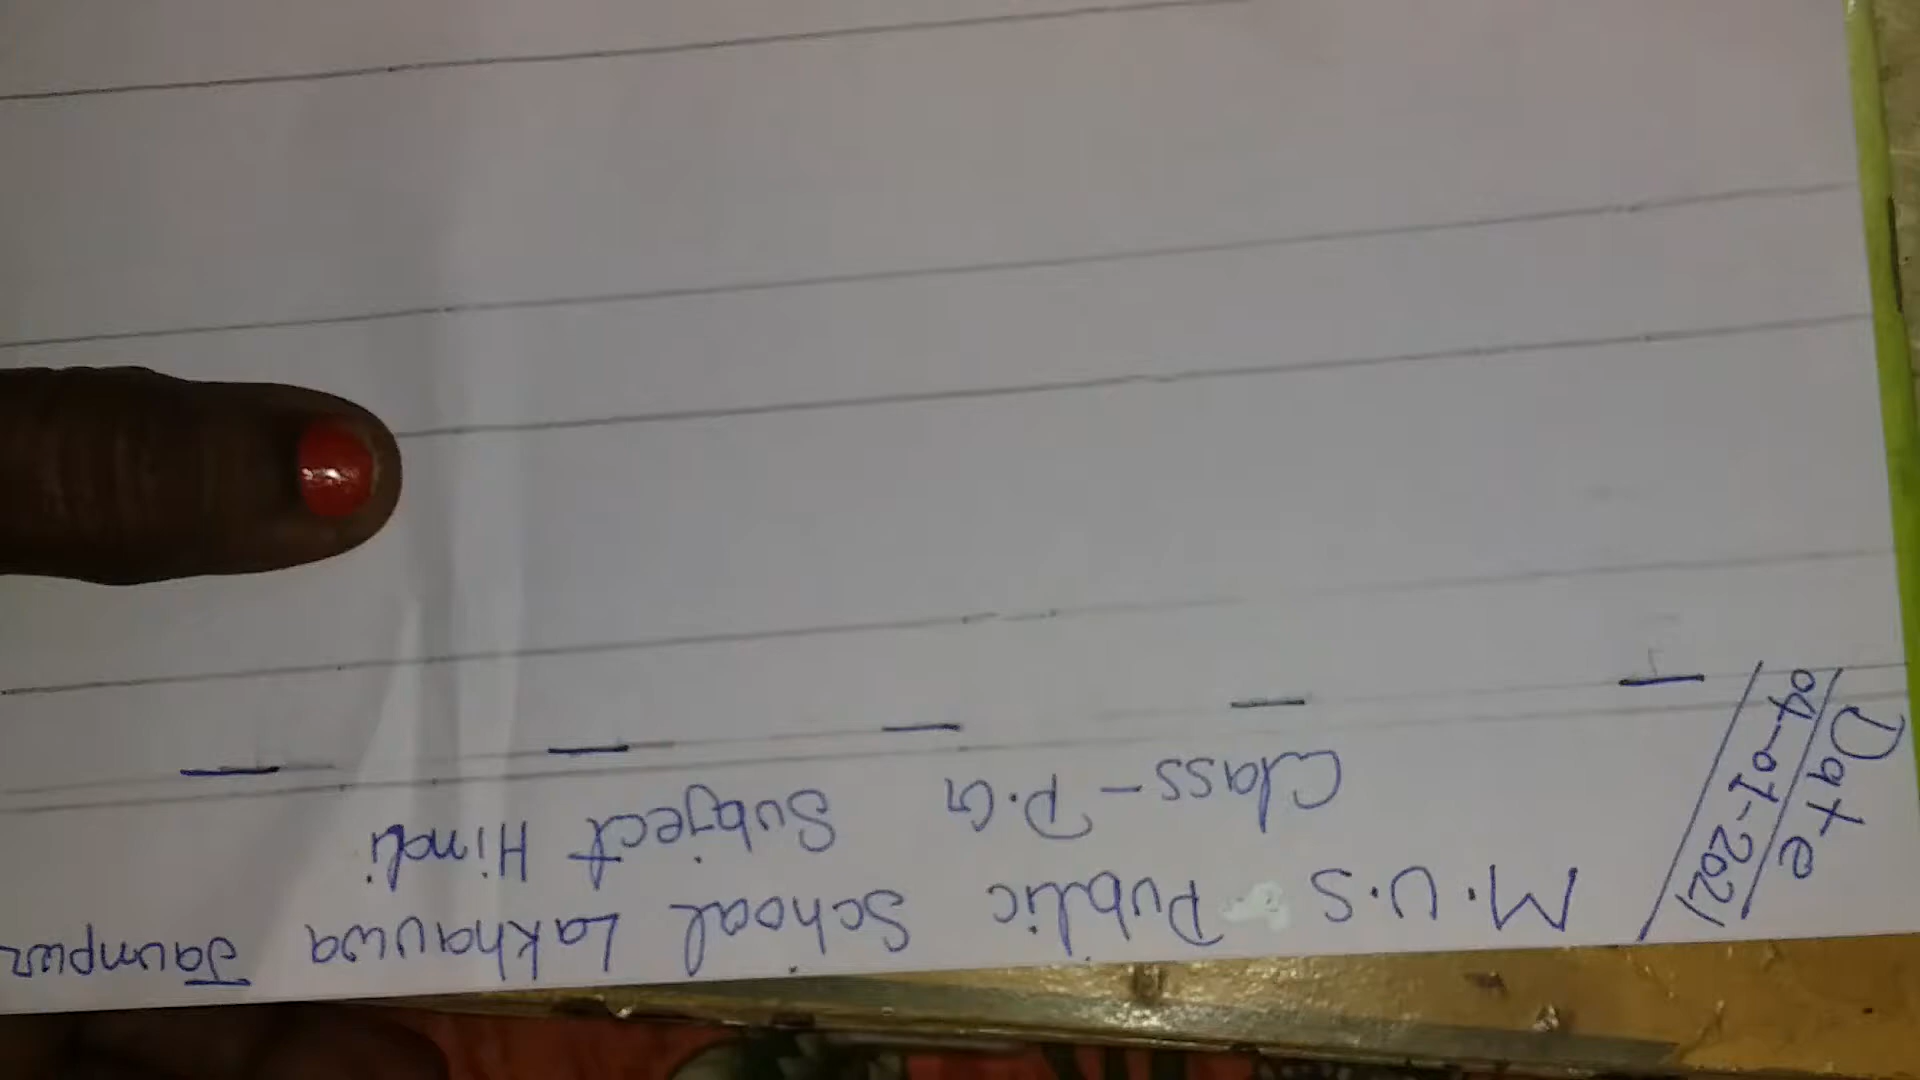 Date
04-01-2021
M.U.S Public School Lakhauwa Jaunpur
Class - P.G Subject Hindi